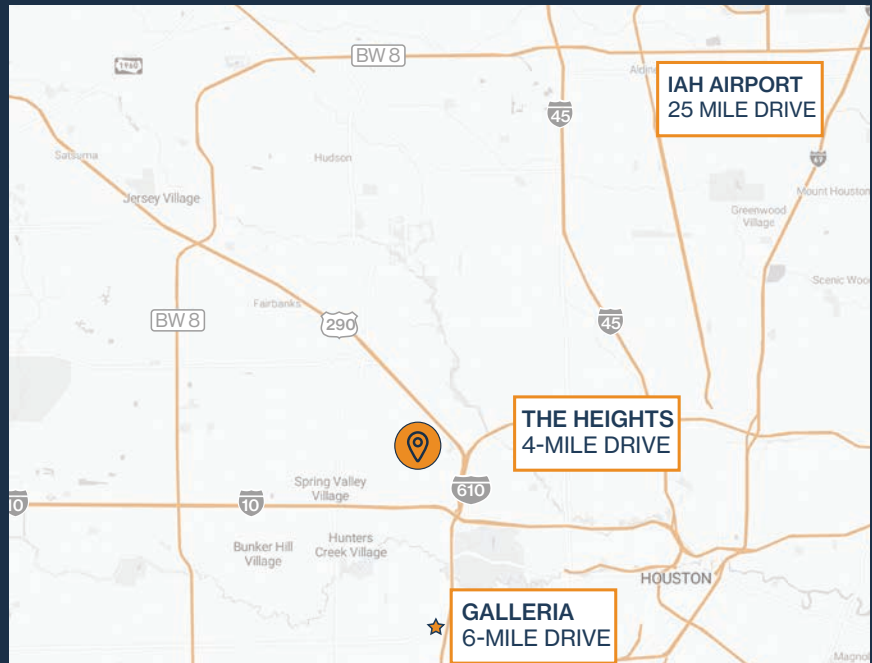 BW 8
1960
Aldine
IAH AIRPORT
25 MILE DRIVE
45
69
Satsuma
Hudson
Jersey Village
Mount Houston
Greenwood
Village
Scenic Woo
Fairbanks
BW 8
290
45
THE HEIGHTS
4-MILE DRIVE
Spring Valley
Village
610
10
10
Bunker Hill
Village
Hunters
Creek Village
HOUSTON
GALLERIA
6-MILE DRIVE
Magnol